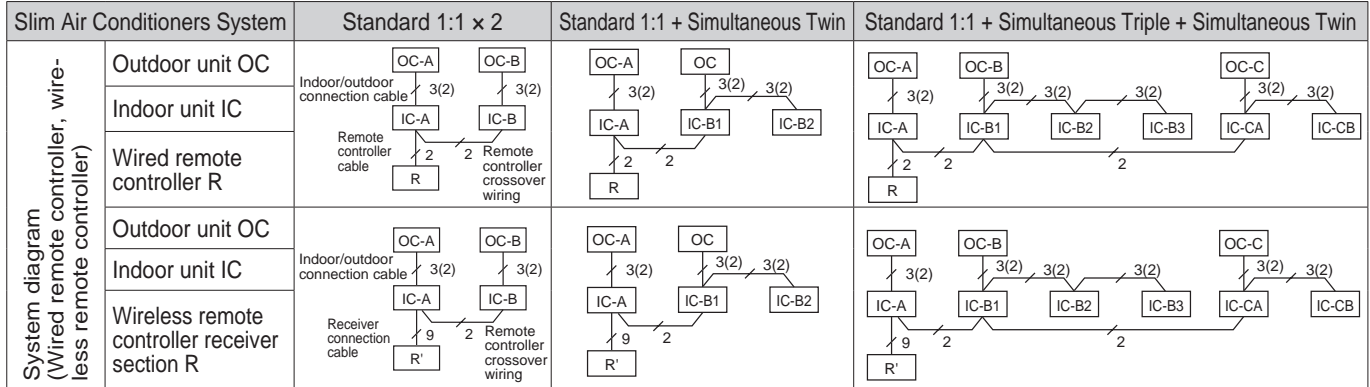 Slim Air Conditioners System
Standard 1:1 × 2
Standard 1:1 + Simultaneous Twin
Standard 1:1 + Simultaneous Triple + Simultaneous Twin
System diagram
(Wired remote controller, wire-
less remote controller)
Outdoor unit OC
Indoor unit IC
Wired remote
controller R
OC-A
OC-B
Indoor/outdoor
connection cable
3(2)
3(2)
IC-A
IC-B
Remote
controller
cable
2
2
Remote
controller
crossover
wiring
R
OC-A
OC
3(2)
3(2)
3(2)
IC-A
IC-B1
IC-B2
2
2
R
OC-A
OC-B
OC-C
3(2)
3(2)
3(2)
3(2)
3(2)
3(2)
IC-A
IC-B1
IC-B2
IC-B3
IC-CA
IC-CB
2
2
2
R
Outdoor unit OC
Indoor unit IC
Wireless remote
controller receiver
section R
OC-A
OC-B
Indoor/outdoor
connection cable
3(2)
3(2)
IC-A
IC-B
Receiver
connection
cable
9
2
Remote
controller
crossover
wiring
R'
OC-A
OC
3(2)
3(2)
3(2)
IC-A
IC-B1
IC-B2
9
2
R'
OC-A
OC-B
OC-C
3(2)
3(2)
3(2)
3(2)
3(2)
3(2)
IC-A
IC-B1
IC-B2
IC-B3
IC-CA
IC-CB
9
2
2
R'